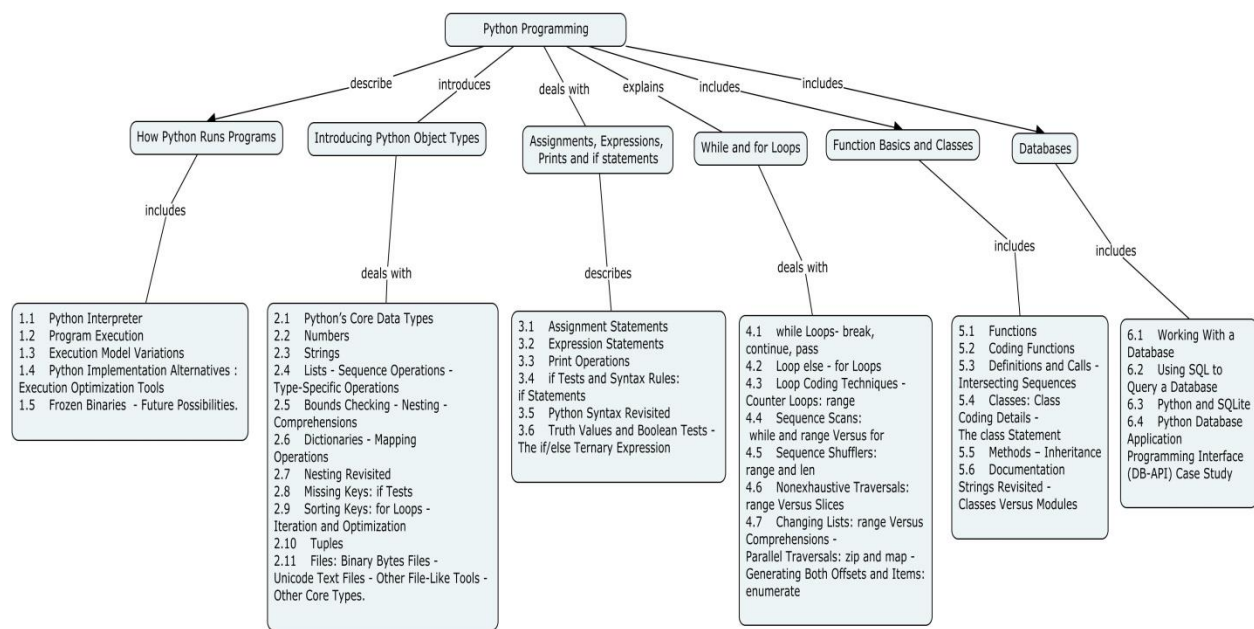 Python Programming
describe
introduces
deals with
explains
includes
includes
How Python Runs Programs
Introducing Python Object Types
Assignments, Expressions,
Prints and if statements
While and for Loops
Function Basics and Classes
Databases
includes
deals with
describes
deals with
includes
includes
1.1 Python Interpreter
1.2 Program Execution
1.3 Execution Model Variations
1.4 Python Implementation Alternatives :
Execution Optimization Tools
1.5 Frozen Binaries - Future Possibilities.
2.1 Python's Core Data Types
2.2 Numbers
2.3 Strings
2.4 Lists - Sequence Operations -
Type-Specific Operations
2.5 Bounds Checking - Nesting -
Comprehensions
2.6 Dictionaries - Mapping
Operations
2.7 Nesting Revisited
2.8 Missing Keys: if Tests
2.9 Sorting Keys: for Loops -
Iteration and Optimization
2.10 Tuples
2.11 Files: Binary Bytes Files -
Unicode Text Files - Other File-Like Tools -
Other Core Types.
3.1 Assignment Statements
3.2 Expression Statements
3.3 Print Operations
3.4 if Tests and Syntax Rules:
if Statements
3.5 Python Syntax Revisited
3.6 Truth Values and Boolean Tests -
The if/else Ternary Expression
4.1 while Loops- break,
continue, pass
4.2 Loop else - for Loops
4.3 Loop Coding Techniques -
Counter Loops: range
4.4 Sequence Scans:
while and range Versus for
4.5 Sequence Shufflers:
range and len
4.6 Nonexhaustive Traversals:
range Versus Slices
4.7 Changing Lists: range Versus
Comprehensions -
Parallel Traversals: zip and map -
Generating Both Offsets and Items:
enumerate
5.1 Functions
5.2 Coding Functions
5.3 Definitions and Calls -
Intersecting Sequences
5.4 Classes: Class
Coding Details -
The class Statement
5.5 Methods – Inheritance
5.6 Documentation
Strings Revisited -
Classes Versus Modules
6.1 Working With a
Database
6.2 Using SQL to
Query a Database
6.3 Python and SQLite
6.4 Python Database
Application
Programming Interface
(DB-API) Case Study